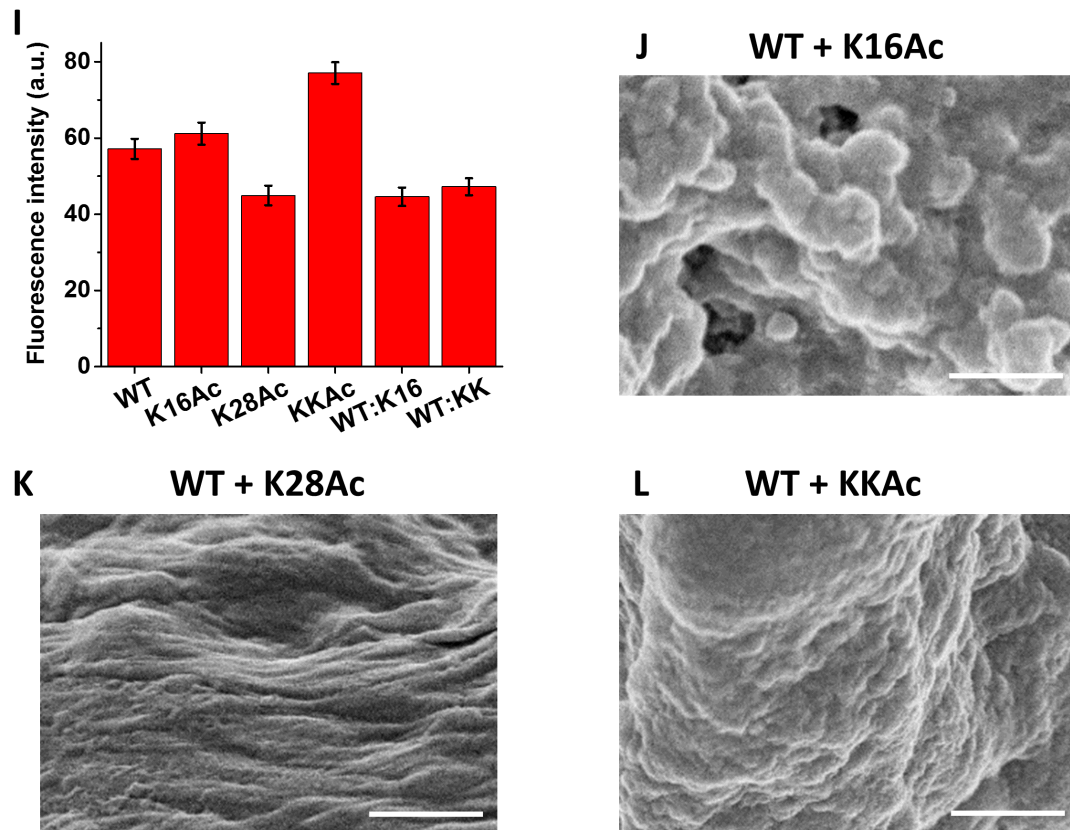 I
Fluorescence intensity (a.u.)
80
60
40
20
0
WT
K16Ac
K28Ac
KKAc
WT:K16
WT:KK
J WT + K16Ac
K WT + K28Ac
L WT + KKAc